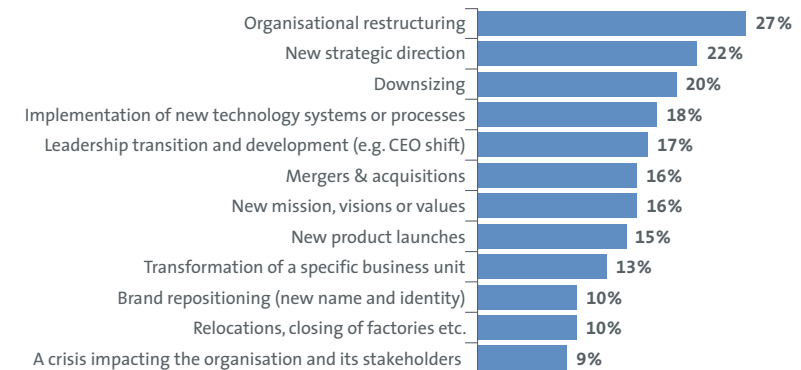 Organisational restructuring 27%
New strategic direction 22%
Downsizing 20%
Implementation of new technology systems or processes 18%
Leadership transition and development (e.g. CEO shift) 17%
Mergers & acquisitions 16%
New mission, visions or values 16%
New product launches 15%
Transformation of a specific business unit 13%
Brand repositioning (new name and identity) 10%
Relocations, closing of factories etc. 10%
A crisis impacting the organisation and its stakeholders 9%